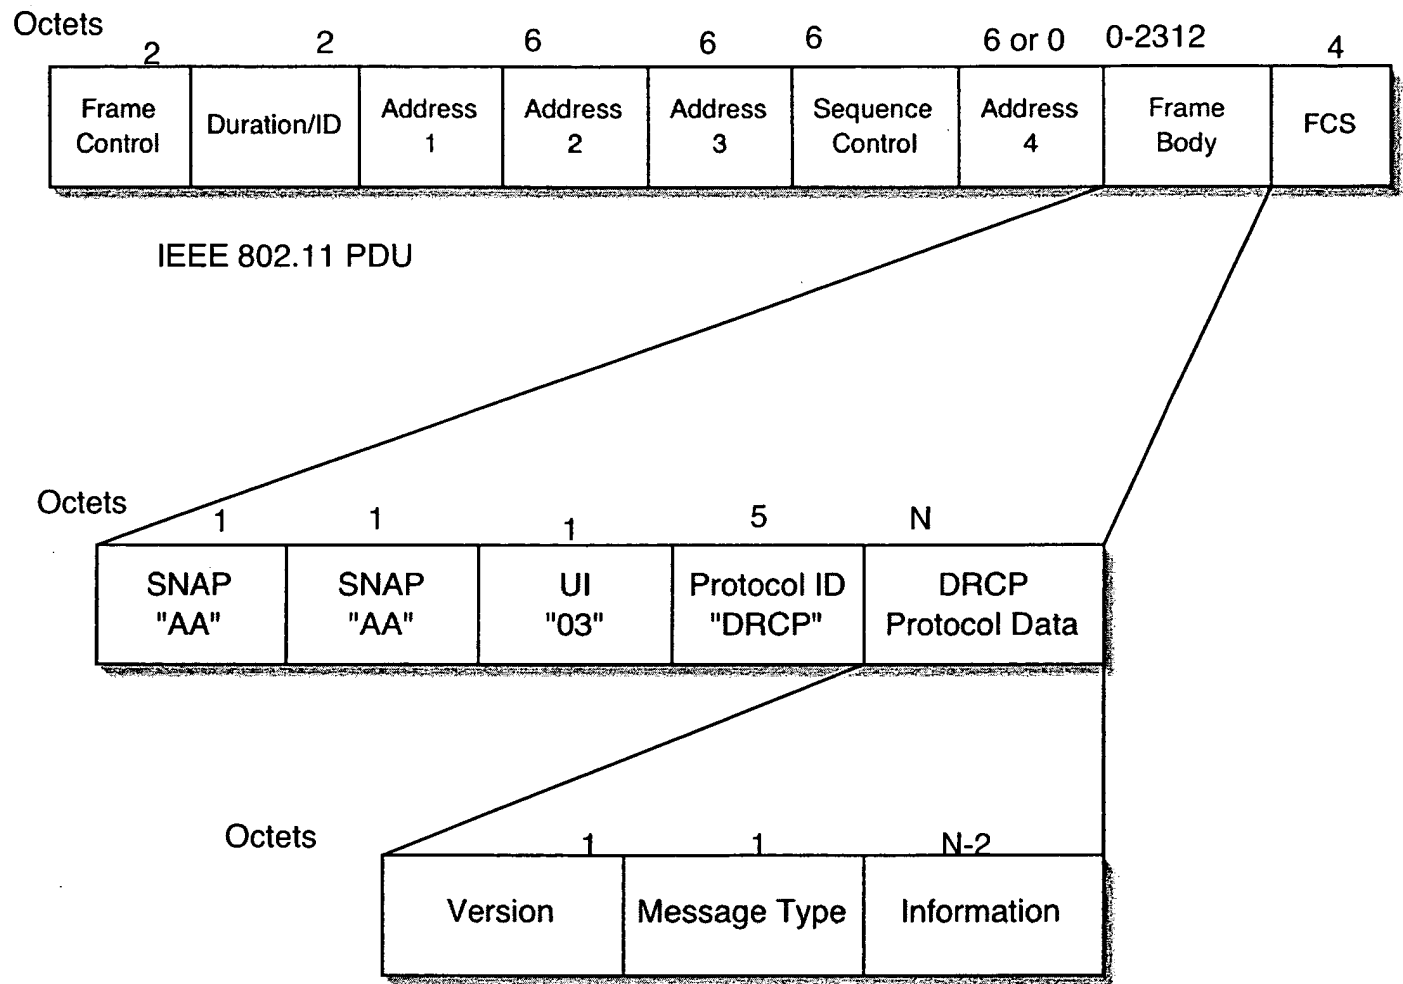 Octets
2 2 6 6 6 6 or 0 0-2312 4
Frame Control
Duration/ID
Address 1
Address 2
Address 3
Sequence Control
Address 4
Frame Body
FCS
IEEE 802.11 PDU
Octets
1 1 1 5 N
SNAP "AA"
SNAP "AA"
UI "03"
Protocol ID "DRCP"
DRCP Protocol Data
Octets
1 1 N-2
Version
Message Type
Information